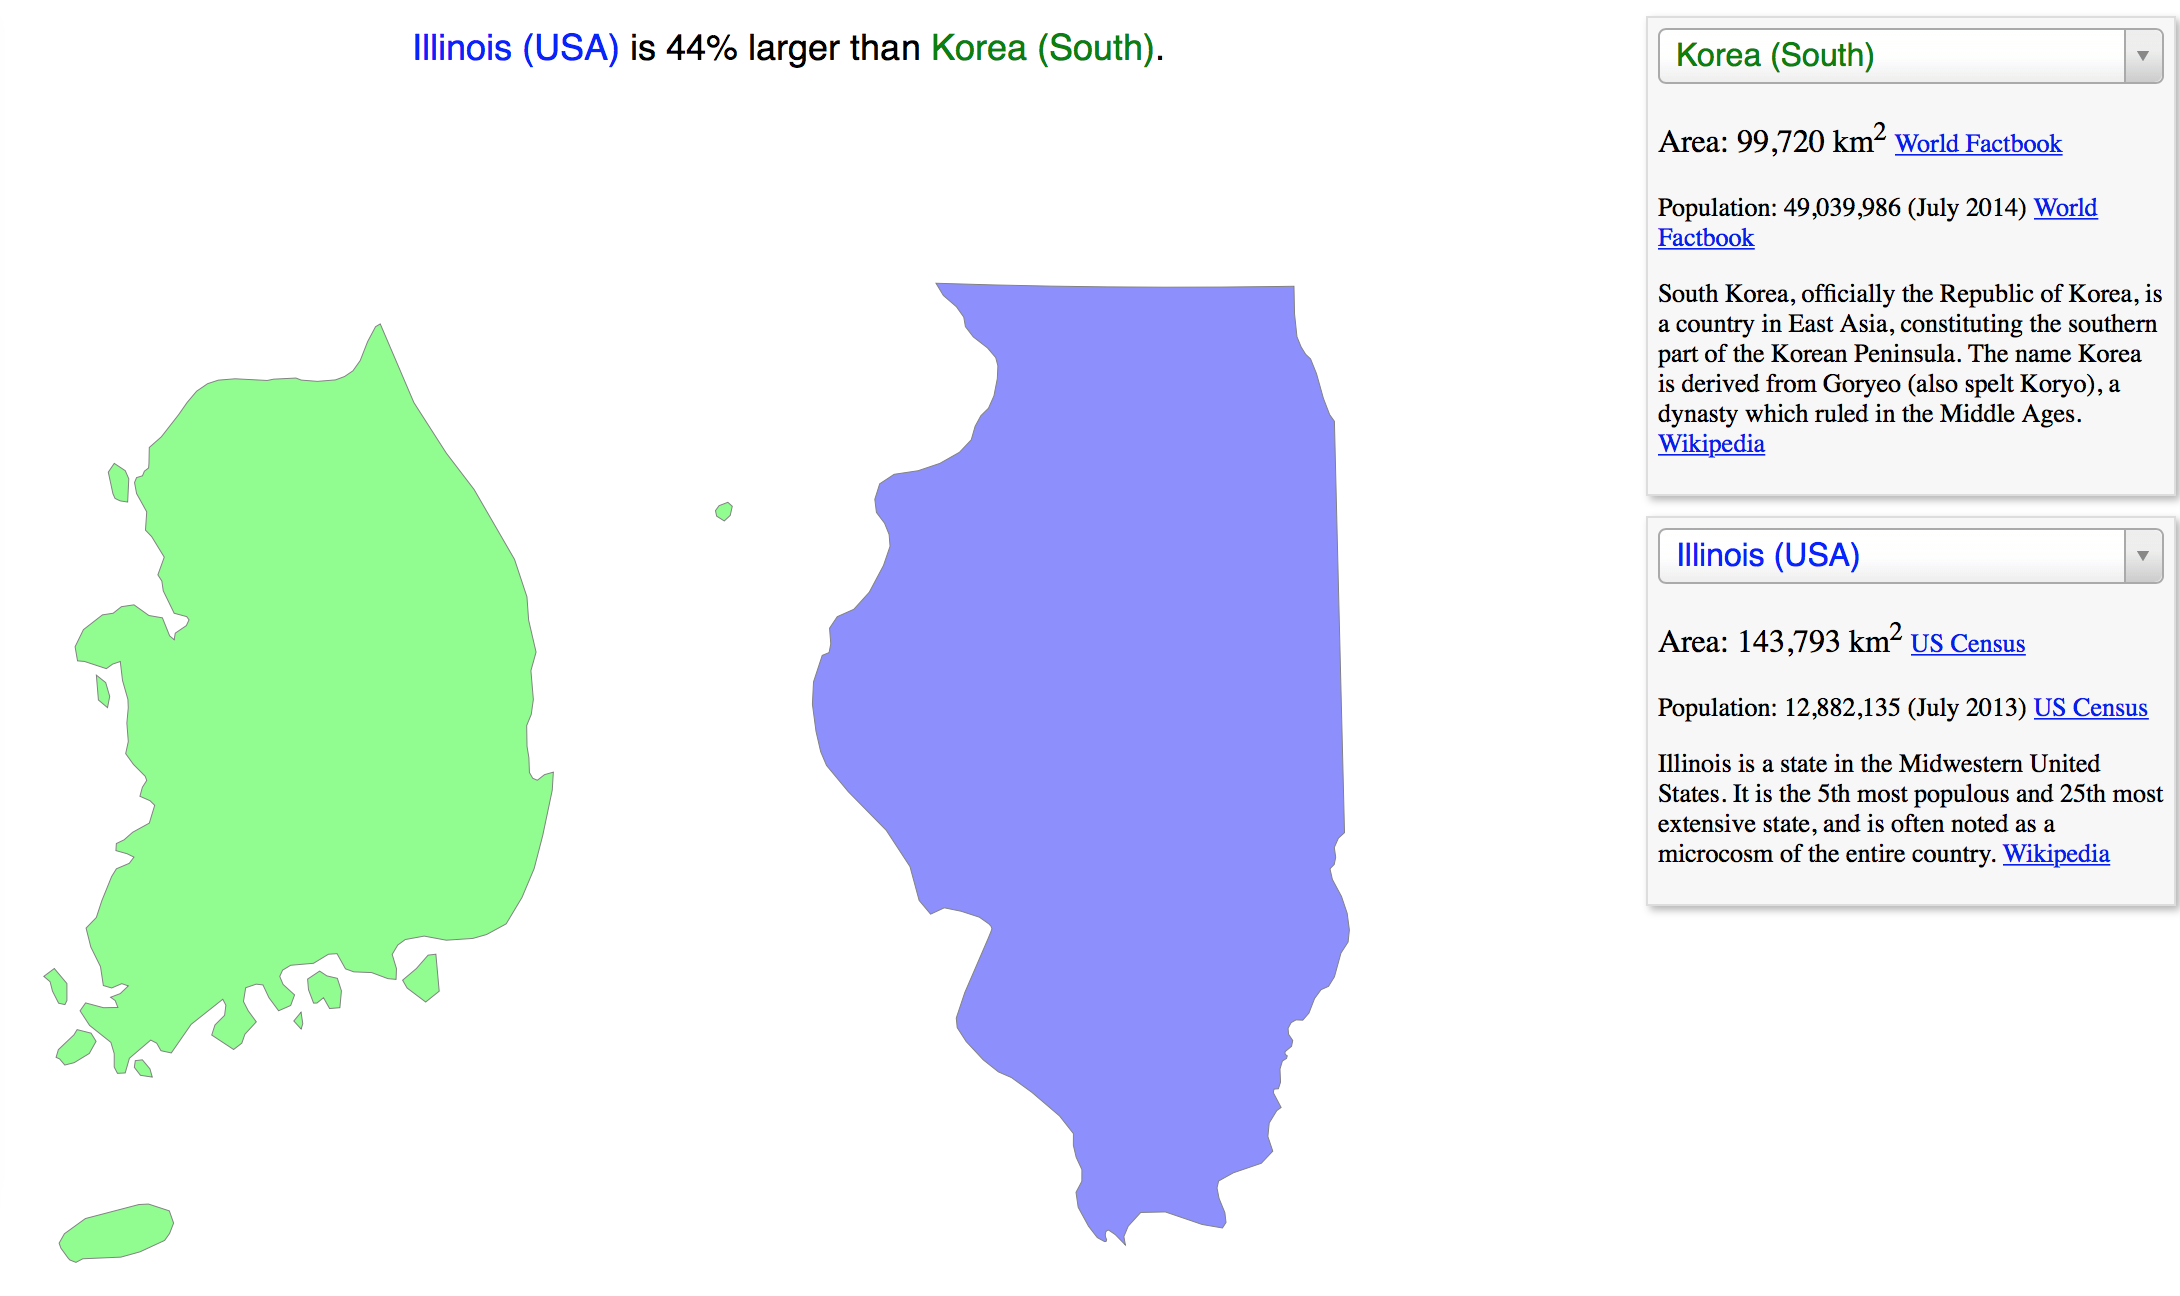 Illinois (USA) is 44% larger than Korea (South).
Korea (South)
Area: 99,720 km² World Factbook
Population: 49,039,986 (July 2014) World
Factbook
South Korea, officially the Republic of Korea, is
a country in East Asia, constituting the southern
part of the Korean Peninsula. The name Korea
is derived from Goryeo (also spelt Koryo), a
dynasty which ruled in the Middle Ages.
Wikipedia
Illinois (USA)
Area: 143,793 km² US Census
Population: 12,882,135 (July 2013) US Census
Illinois is a state in the Midwestern United
States. It is the 5th most populous and 25th most
extensive state, and is often noted as a
microcosm of the entire country. Wikipedia